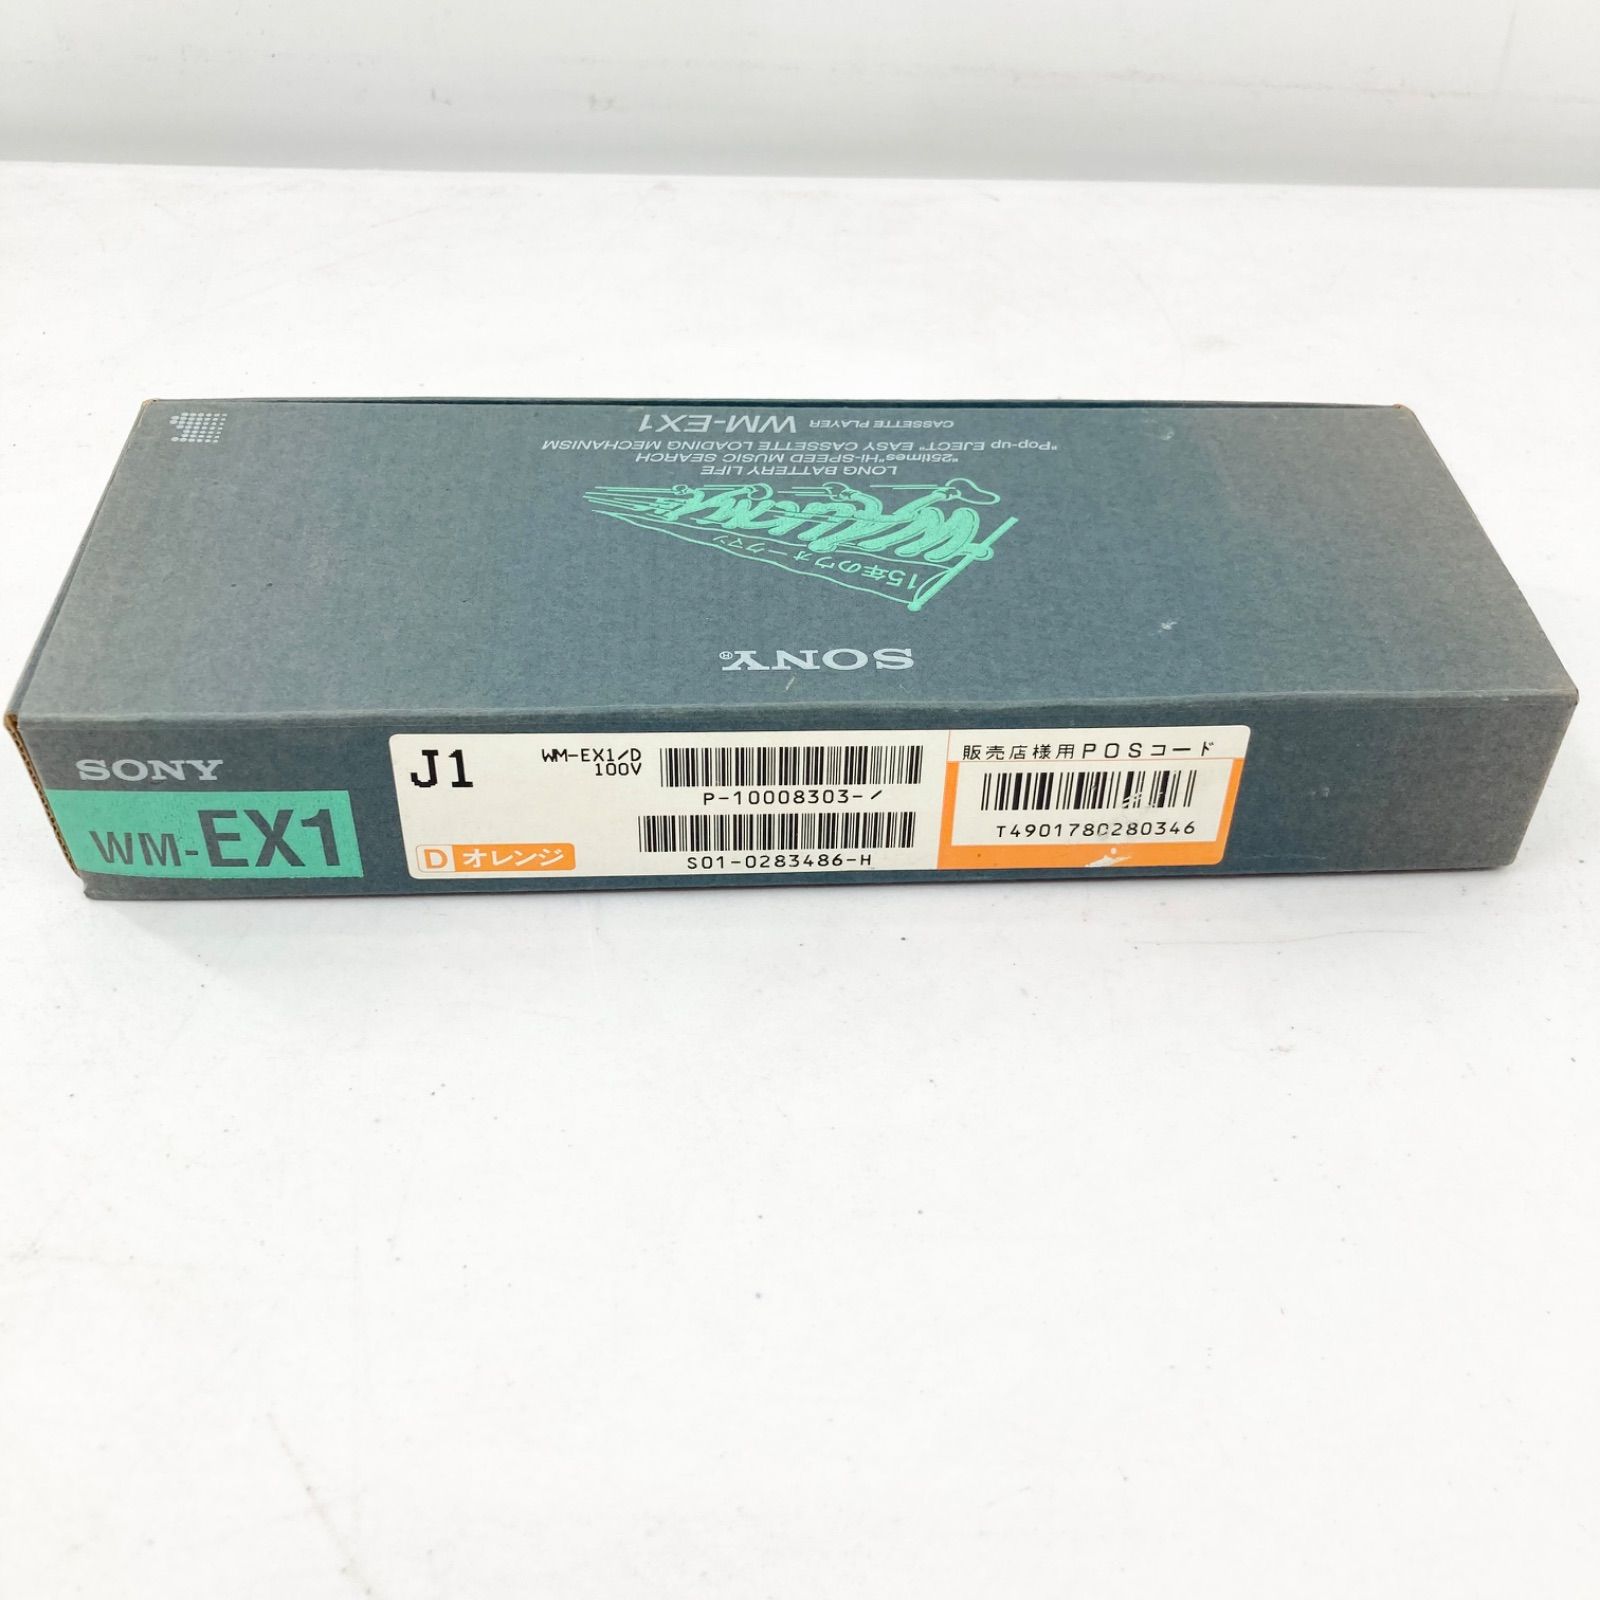 SONY®
15年のウォークマン
WALKMAN
LONG BATTERY LIFE
"25times" HI-SPEED MUSIC SEARCH
"Pop-up EJECT" EASY CASSETTE LOADING MECHANISM
CASSETTE PLAYER WM-EX1
SONY
WM-EX1
J1
WM-EX1/D
100V
P-10008303-/
S01-0283486-H
D オレンジ
販売店様用POSコード
T4901780280346